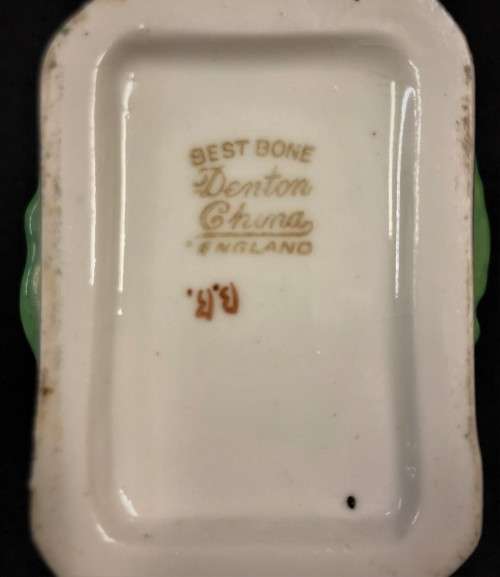 BEST BONE
Denton
China
ENGLAND
B.B.